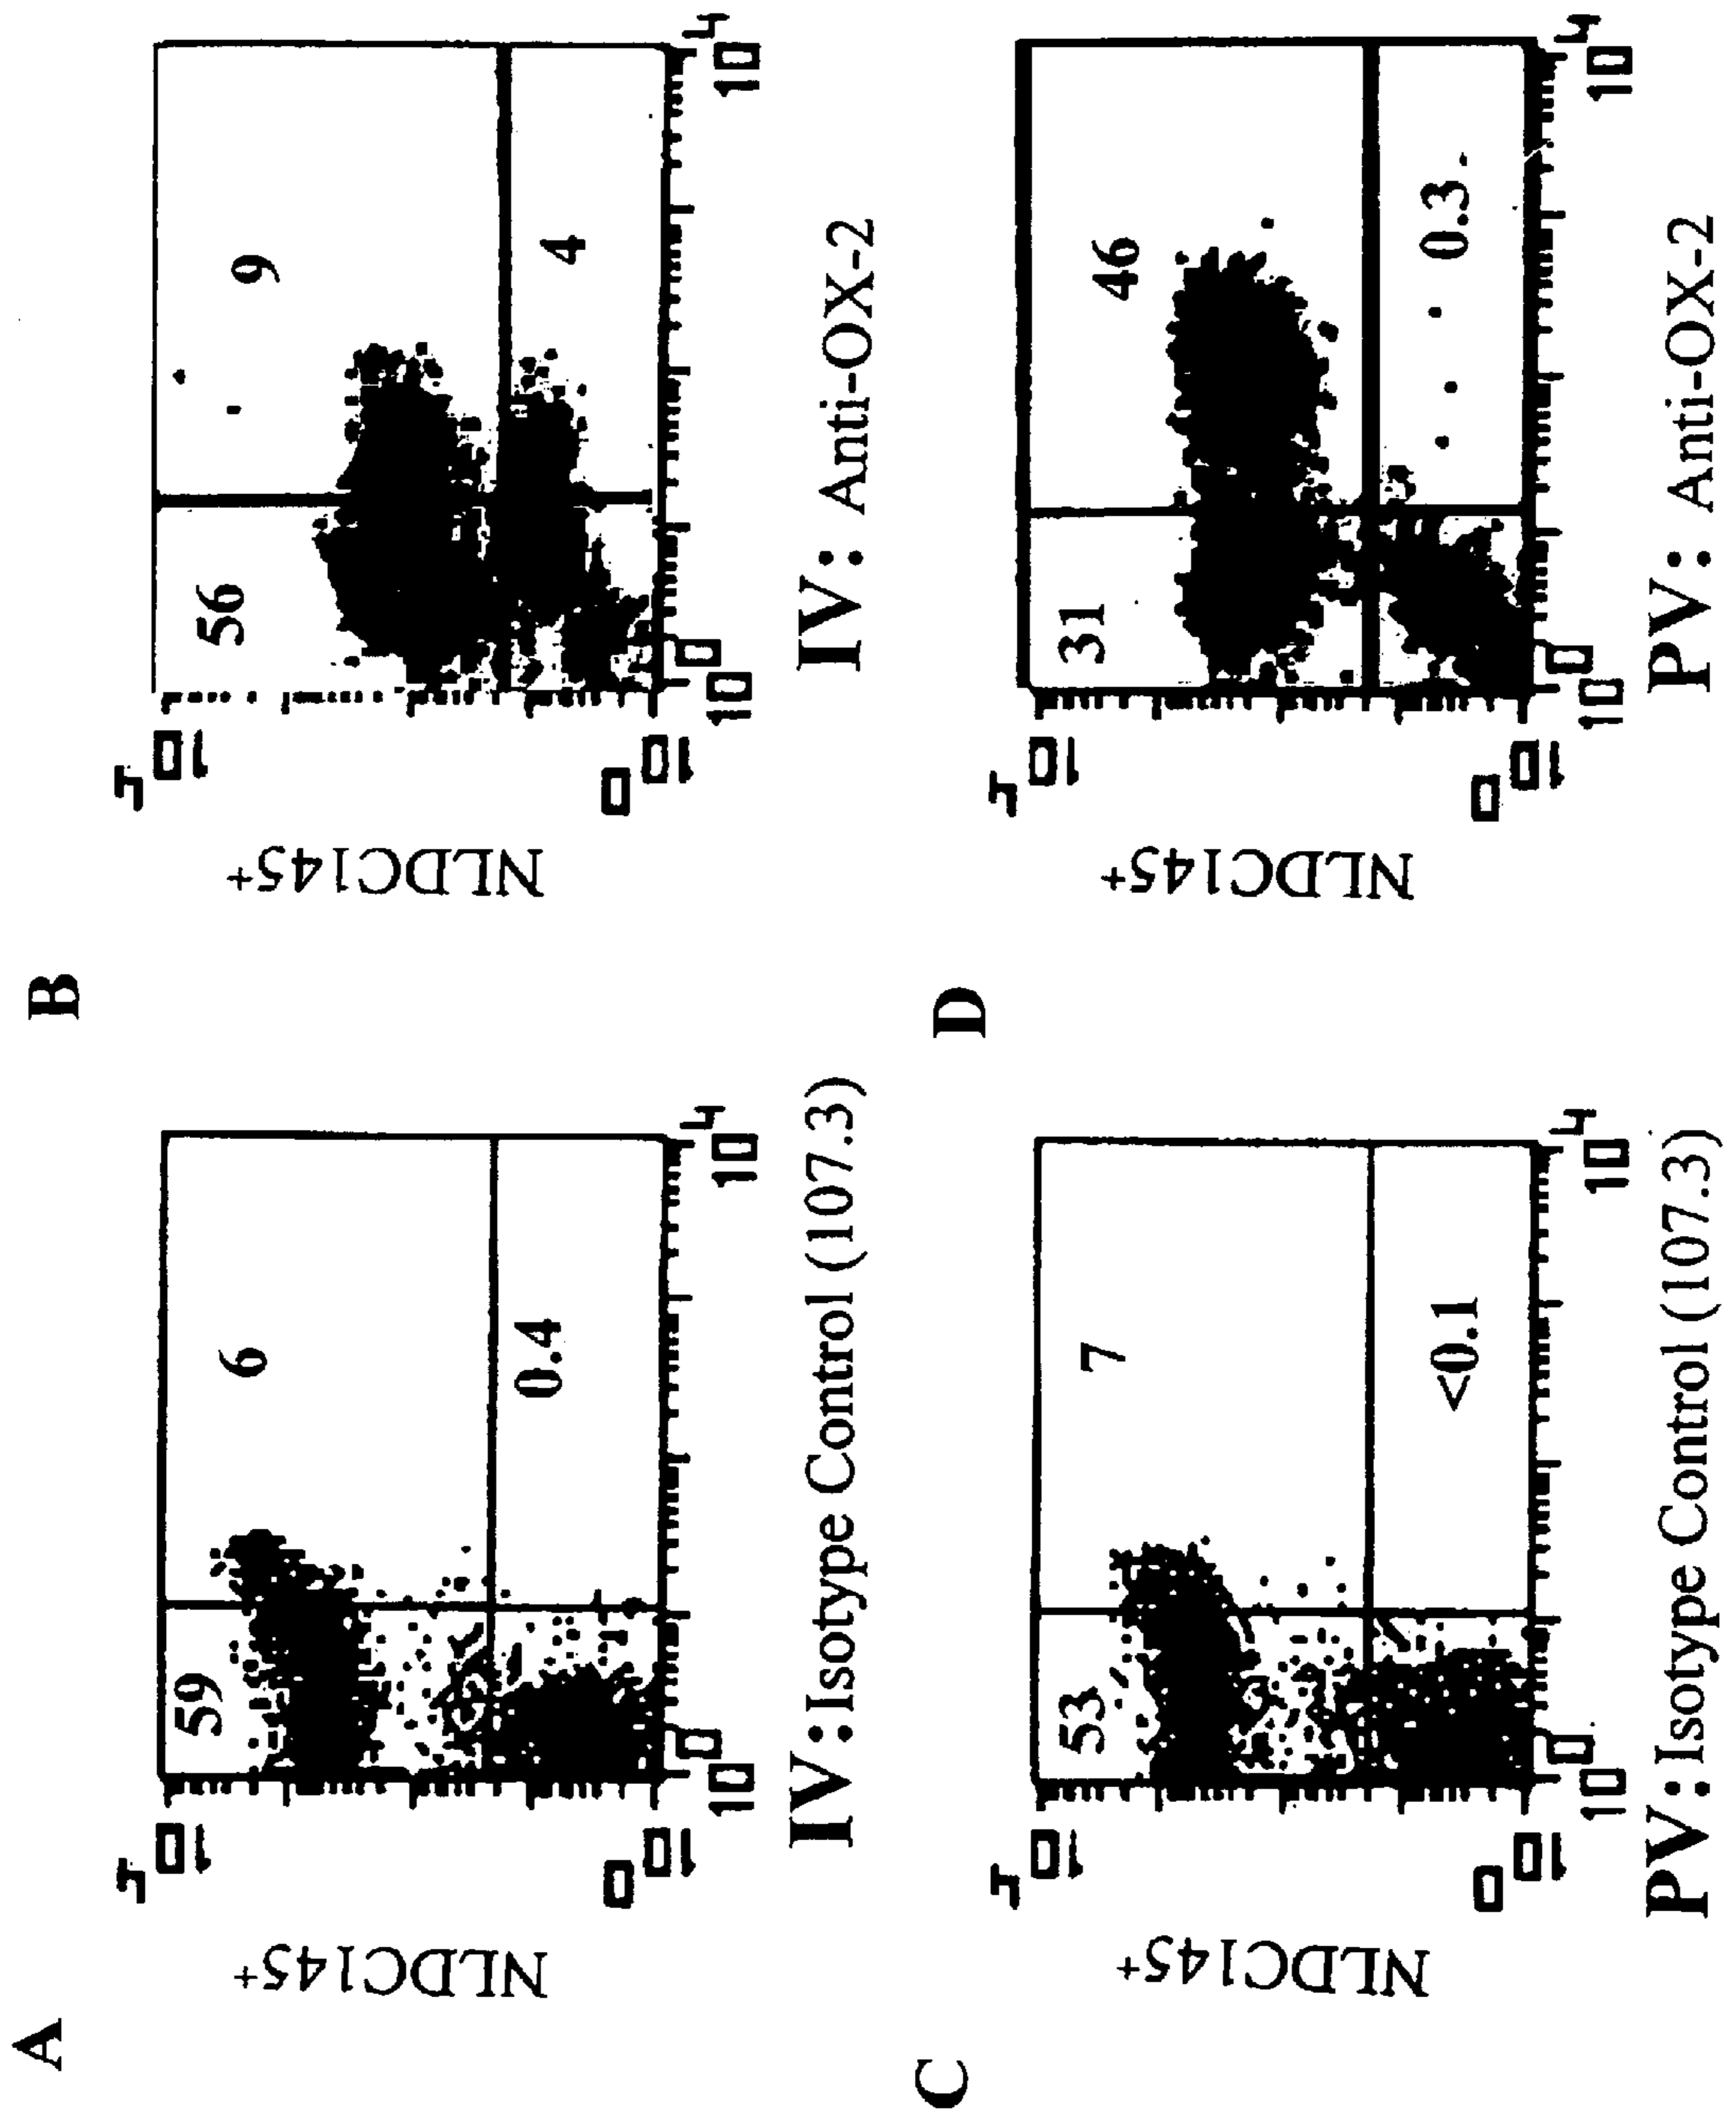 A
NLDC145+
10^4
59
6
0.4
10^0
10^0
10^4
IV:Isotype Control (107.3)
B
NLDC145+
10^4
56
9
4
10^0
10^0
10^4
IV: Anti-OX-2
C
NLDC145+
10^4
53
7
<0.1
10^0
10^0
10^4
PV:Isotype Control (107.3)
D
NLDC145+
10^4
31
46
0.3
10^0
10^0
10^4
PV: Anti-OX-2